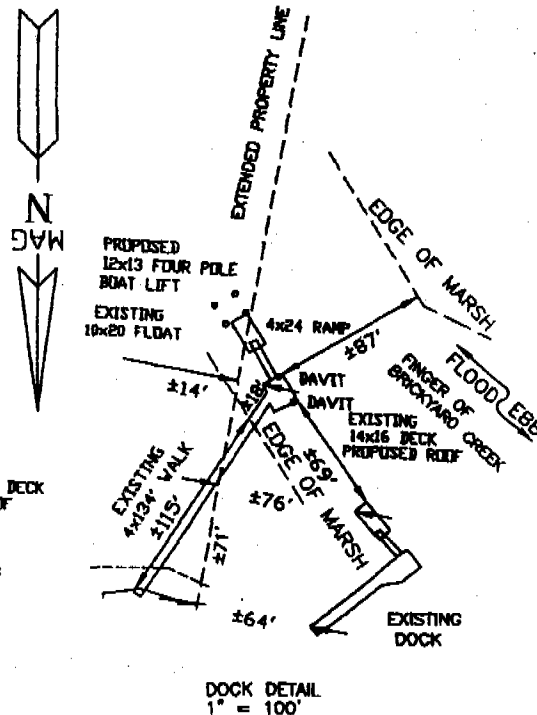 EXTENDED PROPERTY LINE
MAG
N
EDGE OF MARSH
PROPOSED
12x13 FOUR POLE
BOAT LIFT
EXISTING
10x20 FLOAT
4x24 RAMP
±87'
FINGER OF
BRICKYARD CREEK
FLOOD
EBB
±14'
±18'
DAVIT
DAVIT
EXISTING
14x16 DECK
PROPOSED ROOF
EXISTING
4x134' WALK
±115'
EDGE OF MARSH
±69'
±76'
±71'
DECK
±64'
EXISTING
DOCK
DOCK DETAIL
1" = 100'